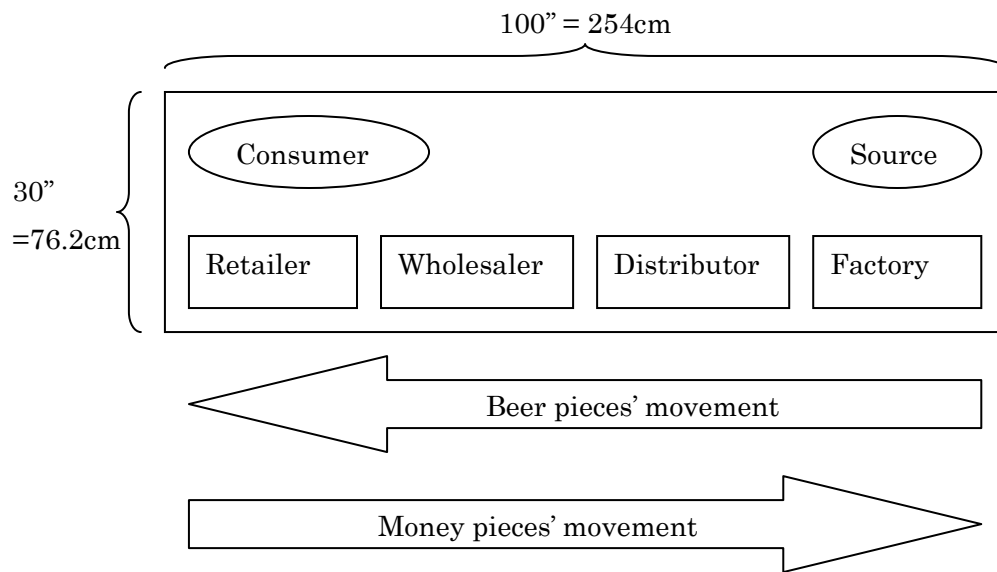 100” = 254cm
Consumer
Source
30”
=76.2cm
Retailer
Wholesaler
Distributor
Factory
Beer pieces’ movement
Money pieces’ movement